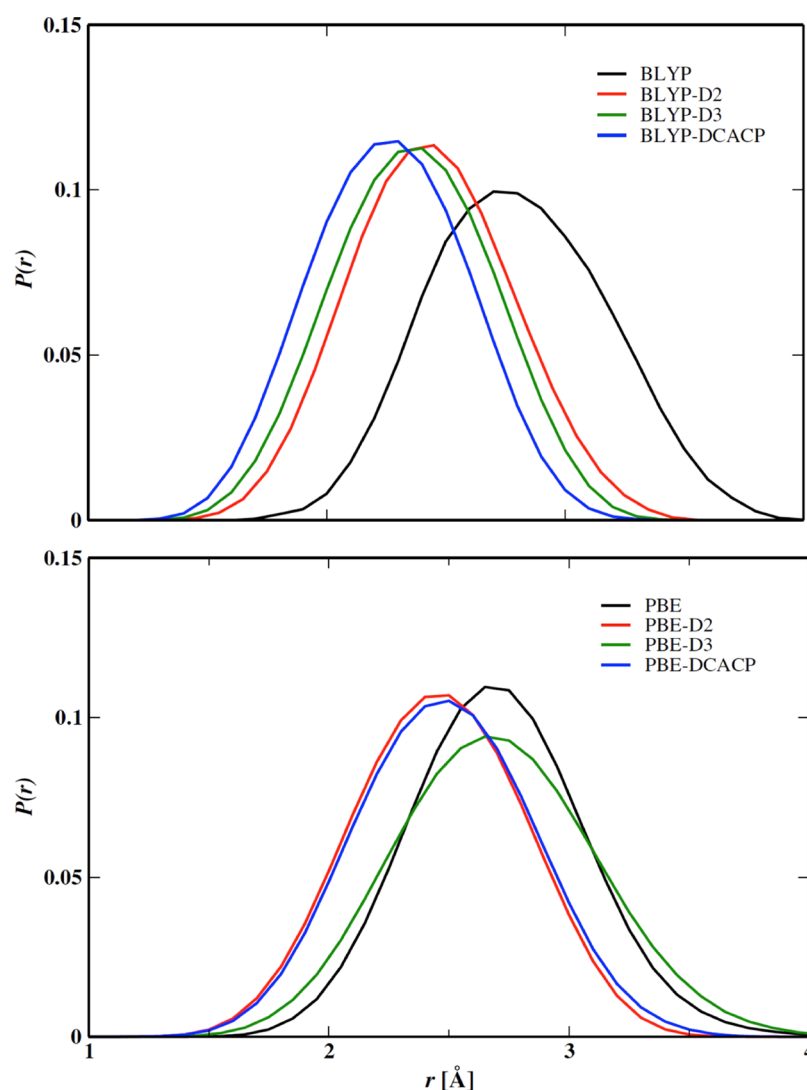 0.15
BLYP
BLYP-D2
BLYP-D3
BLYP-DCACP
0.1
P(r)
0.05
0
0.15
PBE
PBE-D2
PBE-D3
PBE-DCACP
0.1
P(r)
0.05
0
1 2 3 4
r [Å]